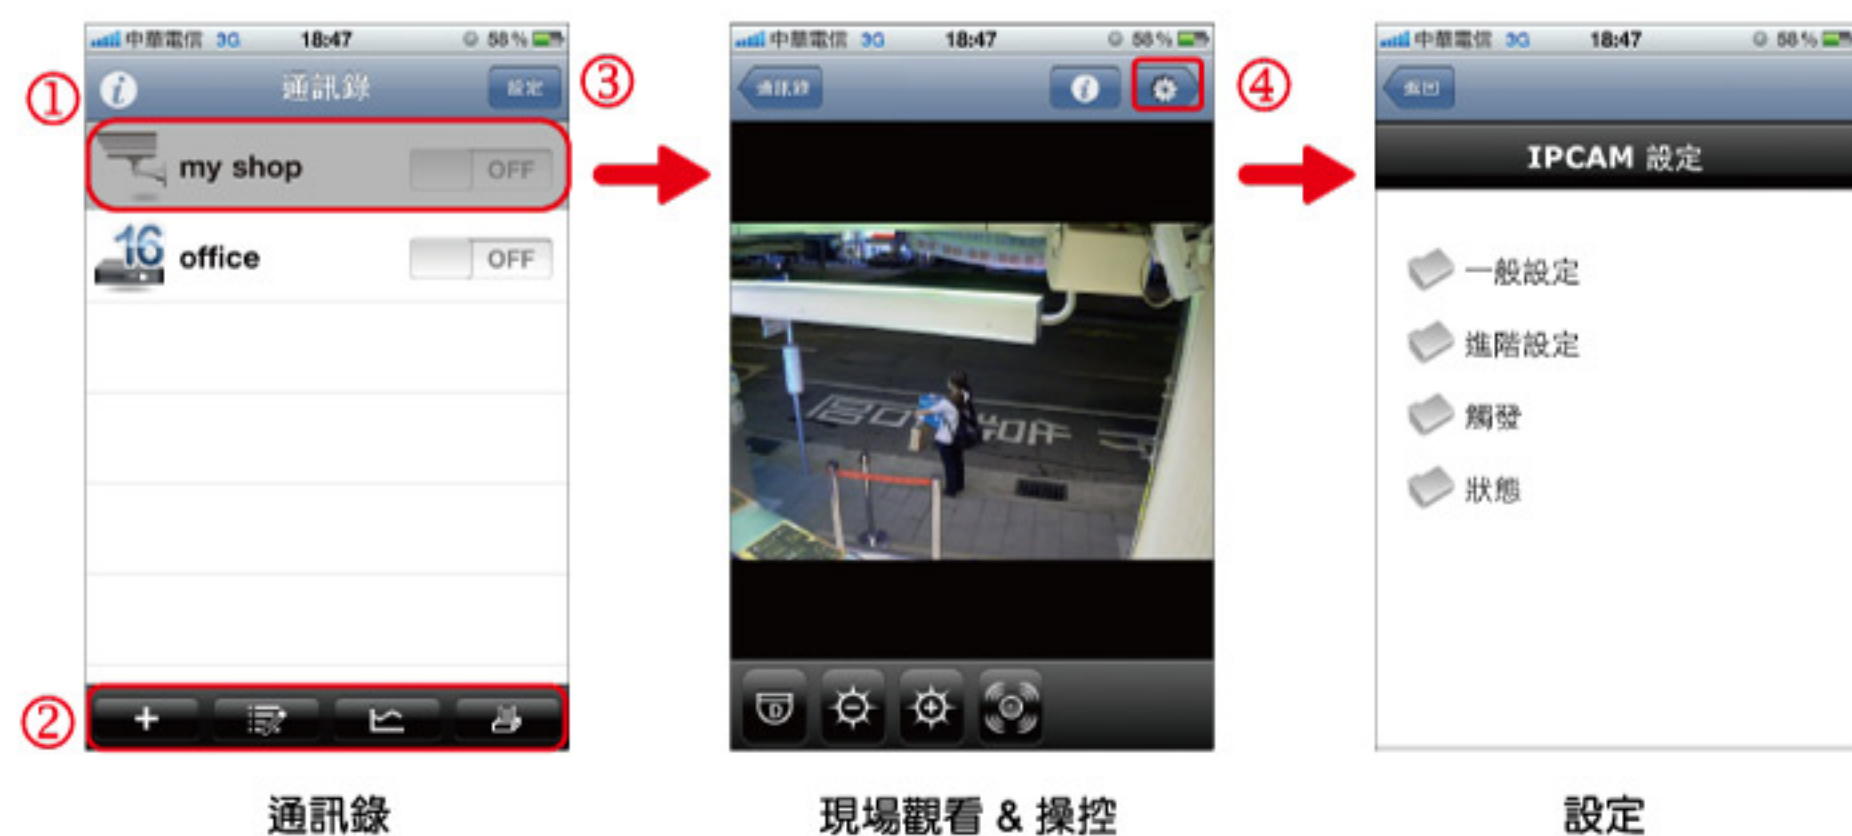 中華電信 3G 18:47 58%
① 通訊錄 設定
my shop OFF
16 office OFF
②
通訊錄
③
中華電信 3G 18:47 58%
通訊錄
D
現場觀看 & 操控
④
中華電信 3G 18:47 58%
返回
IPCAM 設定
一般設定
進階設定
觸發
狀態
設定